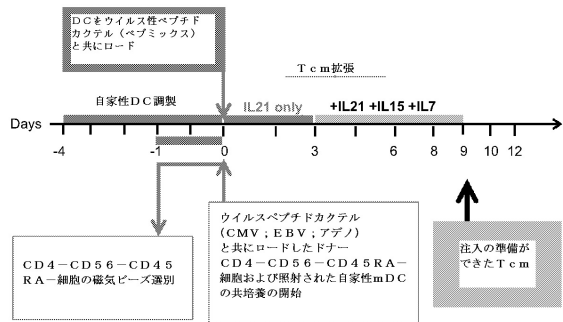 ＤＣをウイルス性ペプチド
カクテル（ペプミックス）
と共にロード
Ｔｃｍ拡張
自家性ＤＣ調製
IL21 only
+IL21 +IL15 +IL7
Days
-4
-1
0
3
6
8
9
10
12
ＣＤ４－ＣＤ５６－ＣＤ４５
ＲＡ－細胞の磁気ビーズ選別
ウイルスペプチドカクテル
（ＣＭＶ；ＥＢＶ；アデノ）
と共にロードしたドナー
ＣＤ４－ＣＤ５６－ＣＤ４５ＲＡ－
細胞および照射された自家性ｍＤＣ
の共培養の開始
注入の準備が
できたＴｃｍ